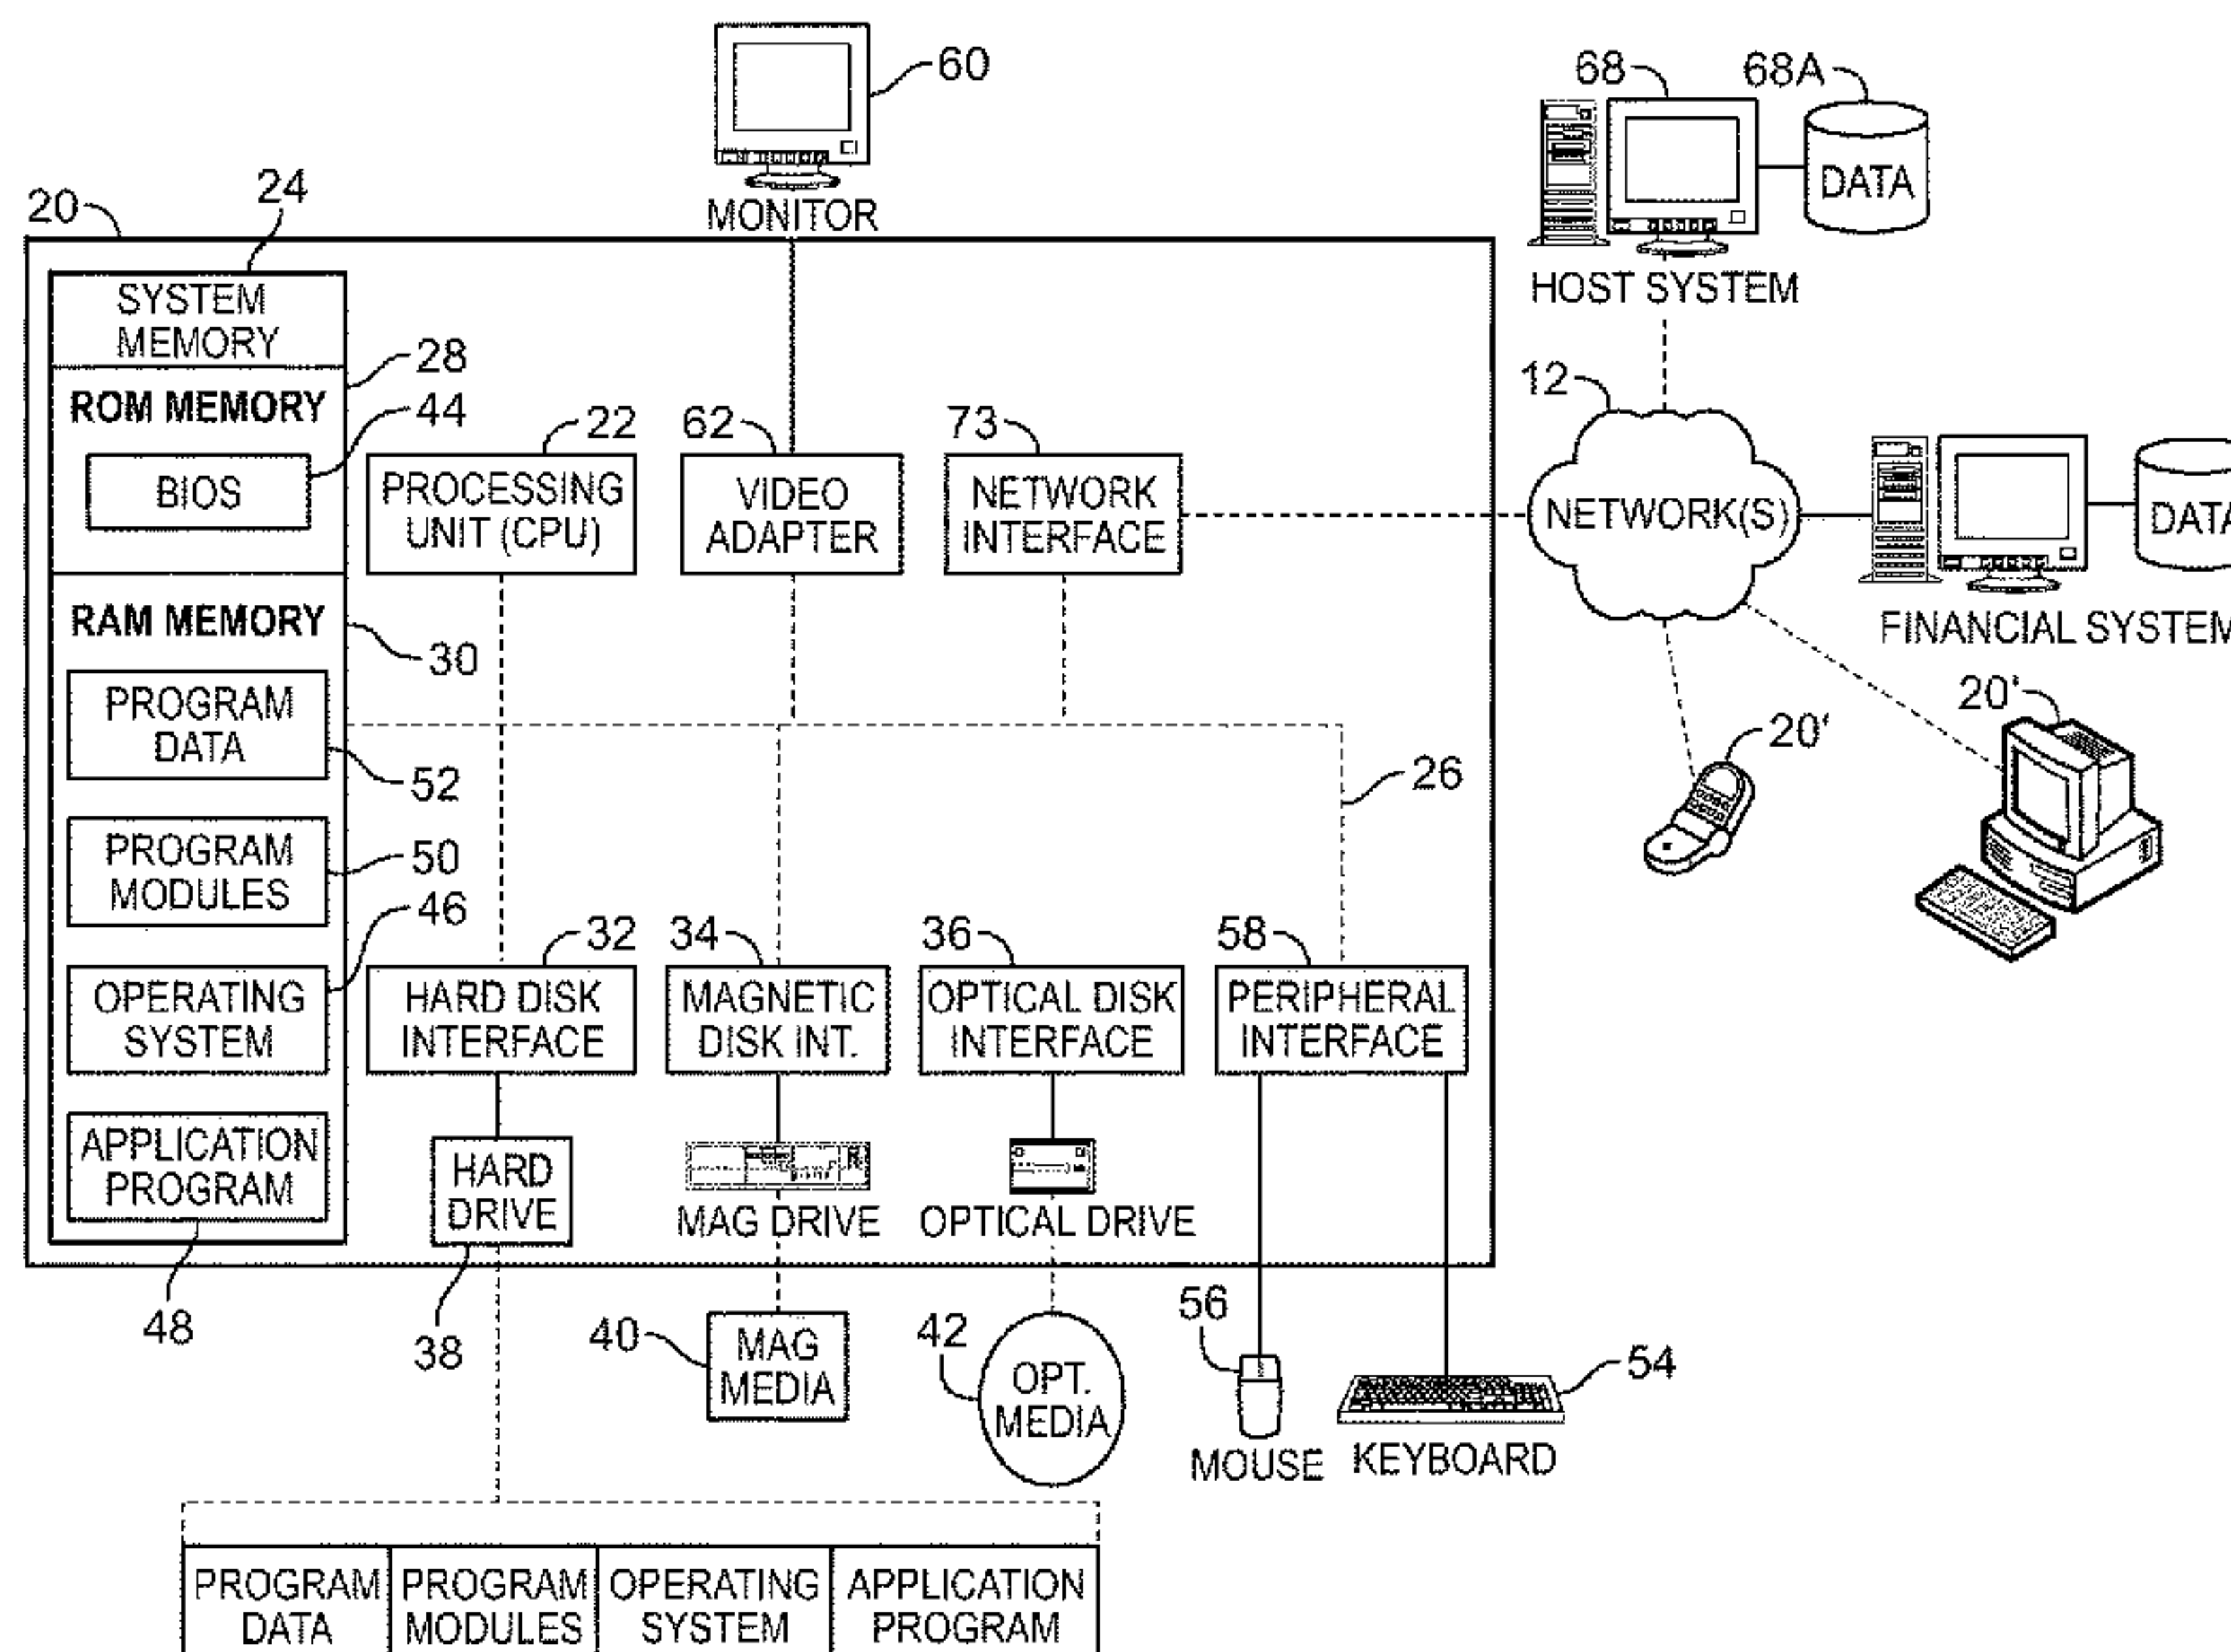 60
MONITOR
68
68A
DATA
HOST SYSTEM
20
24
SYSTEM
MEMORY
28
ROM MEMORY
44
BIOS
22
PROCESSING
UNIT (CPU)
62
VIDEO
ADAPTER
73
NETWORK
INTERFACE
12
NETWORK(S)
DATA
FINANCIAL SYSTEM
RAM MEMORY
30
PROGRAM
DATA
52
PROGRAM
MODULES
50
46
OPERATING
SYSTEM
APPLICATION
PROGRAM
48
26
20'
20'
32
HARD DISK
INTERFACE
34
MAGNETIC
DISK INT.
36
OPTICAL DISK
INTERFACE
58
PERIPHERAL
INTERFACE
HARD
DRIVE
38
MAG DRIVE
OPTICAL DRIVE
40
MAG
MEDIA
42
OPT.
MEDIA
56
MOUSE
54
KEYBOARD
PROGRAM
DATA
PROGRAM
MODULES
OPERATING
SYSTEM
APPLICATION
PROGRAM